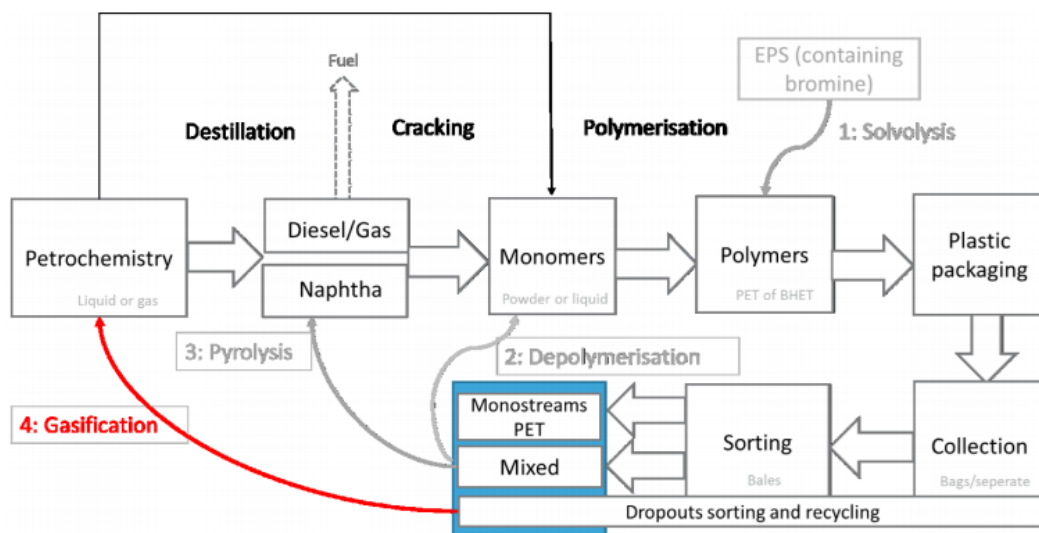 Fuel
EPS (containing
bromine)
Destillation
Cracking
Polymerisation
1: Solvolysis
Petrochemistry
Liquid or gas
Diesel/Gas
Naphtha
Monomers
Powder or liquid
Polymers
PET of BHET
Plastic
packaging
3: Pyrolysis
2: Depolymerisation
4: Gasification
Monostreams
PET
Mixed
Sorting
Bales
Collection
Bags/seperate
Dropouts sorting and recycling